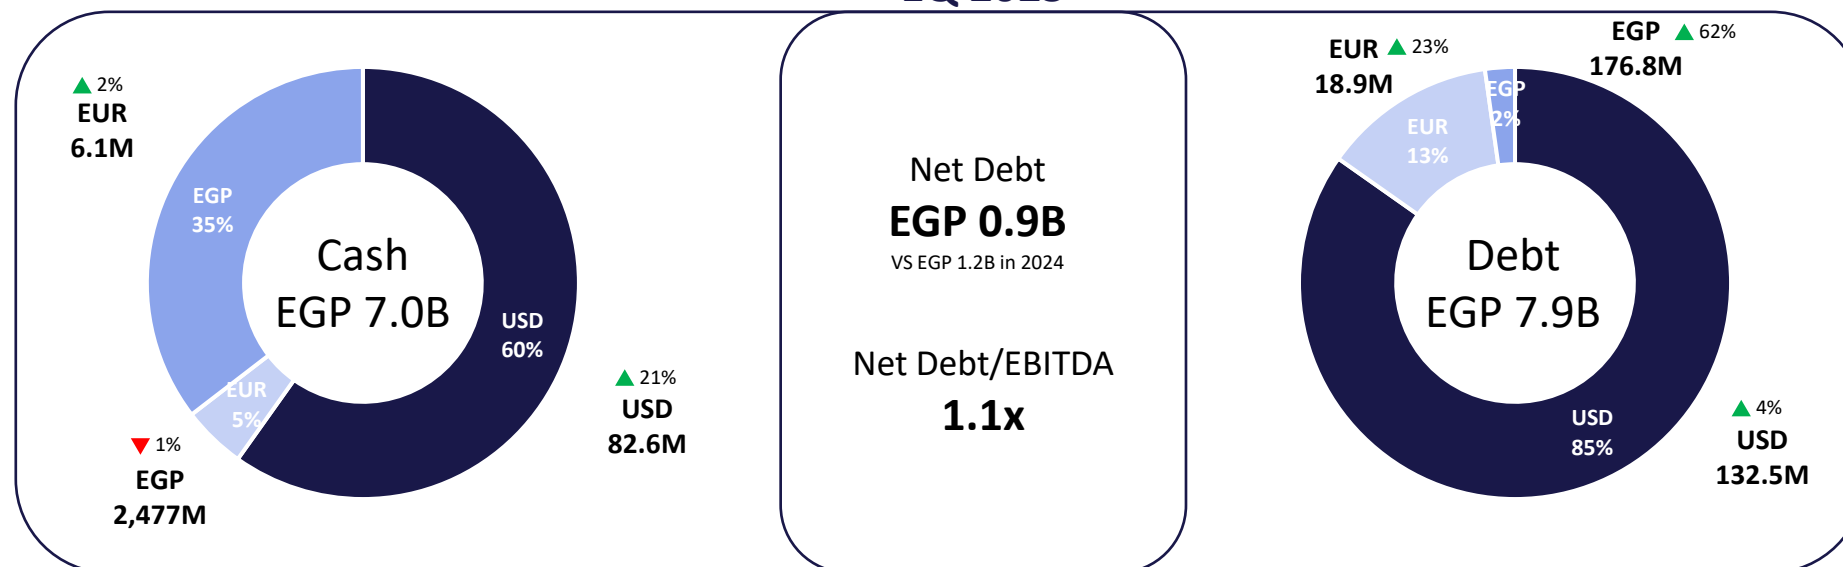 ▲ 2%
EUR
6.1M
EGP
35%
Cash
EGP 7.0B
USD
60%
EUR
5%
▼ 1%
EGP
2,477M
▲ 21%
USD
82.6M
Net Debt
EGP 0.9B
VS EGP 1.2B in 2024
Net Debt/EBITDA
1.1x
EUR ▲ 23%
18.9M
EGP ▲ 62%
176.8M
EGP
2%
EUR
13%
Debt
EGP 7.9B
USD
85%
▲ 4%
USD
132.5M